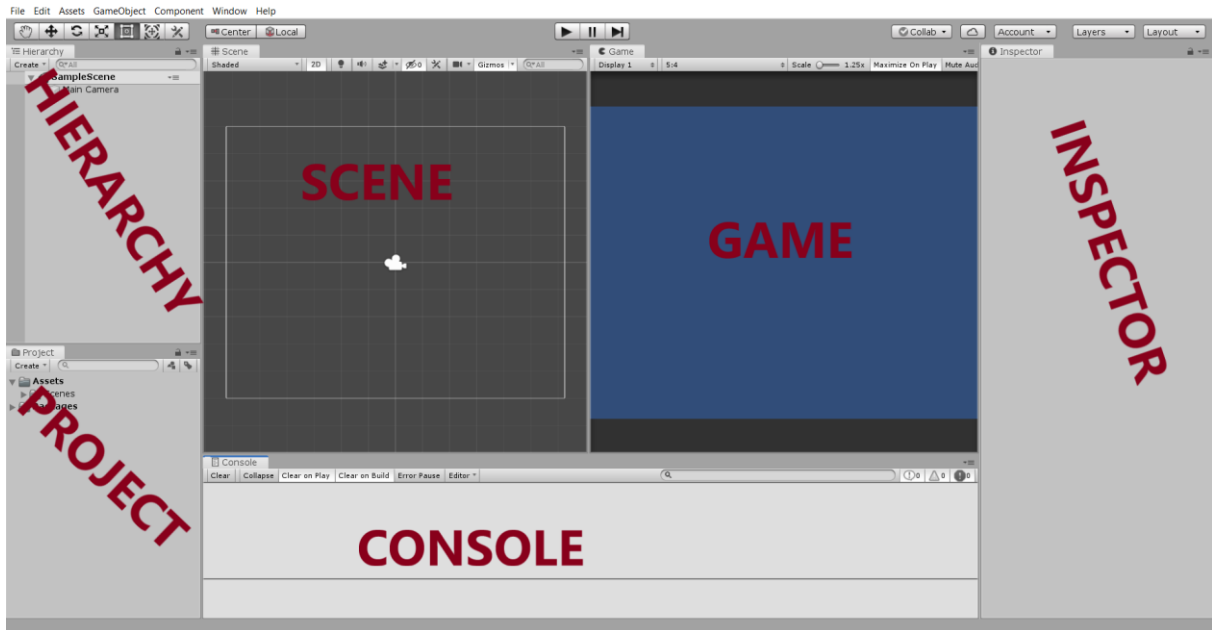 File Edit Assets GameObject Component Window Help
Center Local
Collab Account Layers Layout
Hierarchy
Create Q*All
SampleScene
Main Camera
HIERARCHY
Scene
Shaded 2D 0 Gizmos Q*All
SCENE
Game
Display 1 5:4 Scale 1.25x Maximize On Play Mute Aud
GAME
Inspector
INSPECTOR
Project
Create
Assets
Scenes
PROJECT
Console
Clear Collapse Clear on Play Clear on Build Error Pause Editor 0 0 0
CONSOLE